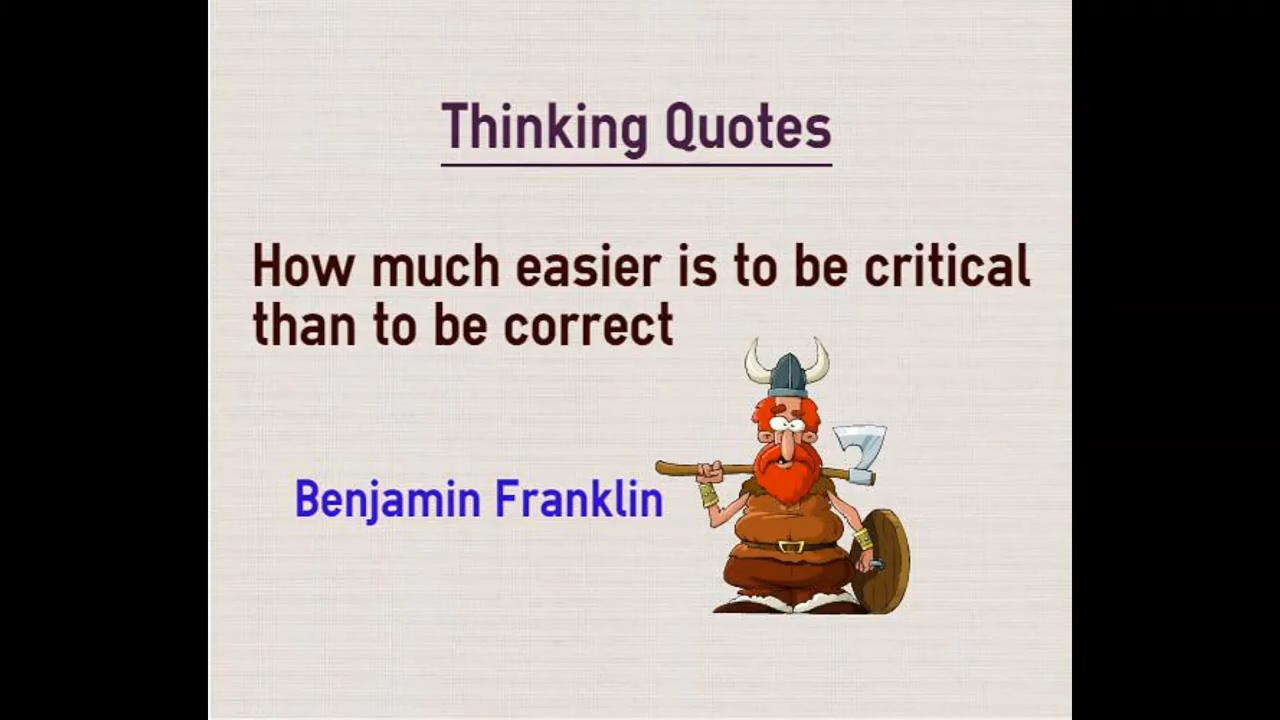 Thinking Quotes
How much easier is to be critical
than to be correct
Benjamin Franklin